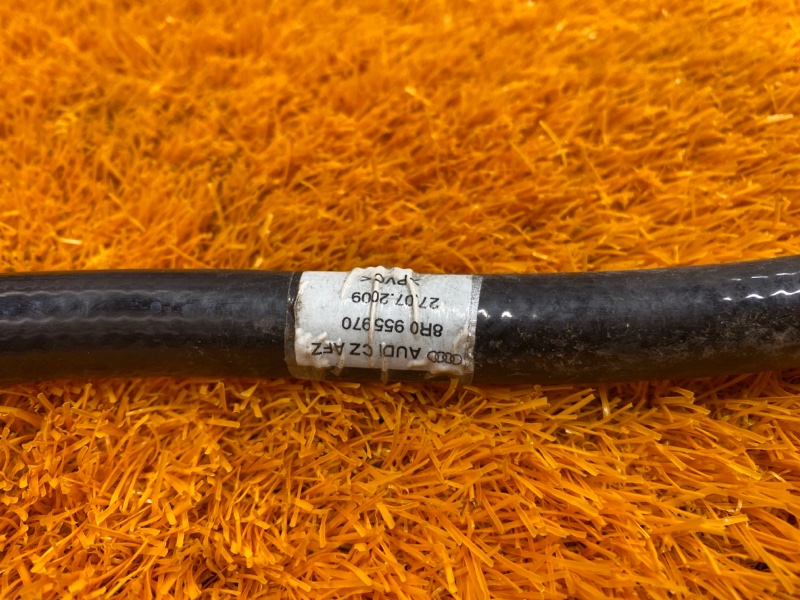 AUDI CZ AFZ
8R0 955 970
27.07.2009
>PVC<